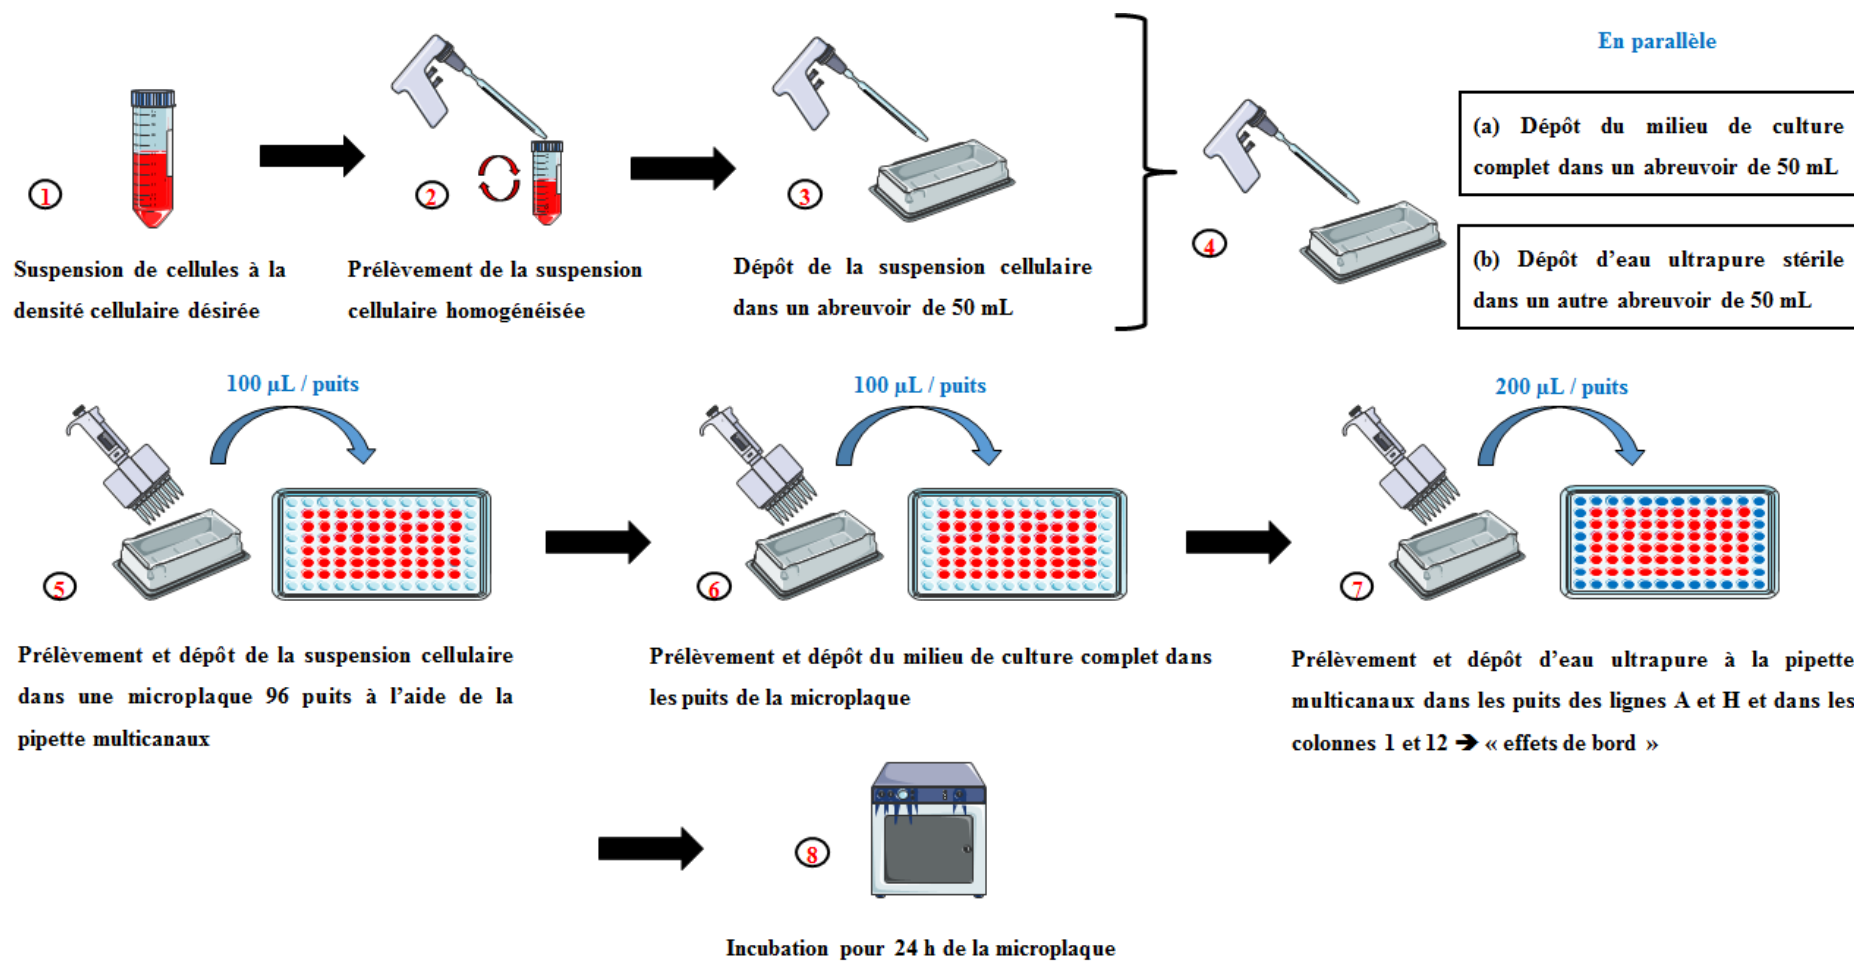 En parallèle
1
Suspension de cellules à la
densité cellulaire désirée
2
Prélèvement de la suspension
cellulaire homogénéisée
3
Dépôt de la suspension cellulaire
dans un abreuvoir de 50 mL
4
(a) Dépôt du milieu de culture
complet dans un abreuvoir de 50 mL
(b) Dépôt d’eau ultrapure stérile
dans un autre abreuvoir de 50 mL
100 µL / puits
5
Prélèvement et dépôt de la suspension cellulaire
dans une microplaque 96 puits à l’aide de la
pipette multicanaux
100 µL / puits
6
Prélèvement et dépôt du milieu de culture complet dans
les puits de la microplaque
200 µL / puits
7
Prélèvement et dépôt d’eau ultrapure à la pipette
multicanaux dans les puits des lignes A et H et dans les
colonnes 1 et 12 ➔ « effets de bord »
8
Incubation pour 24 h de la microplaque